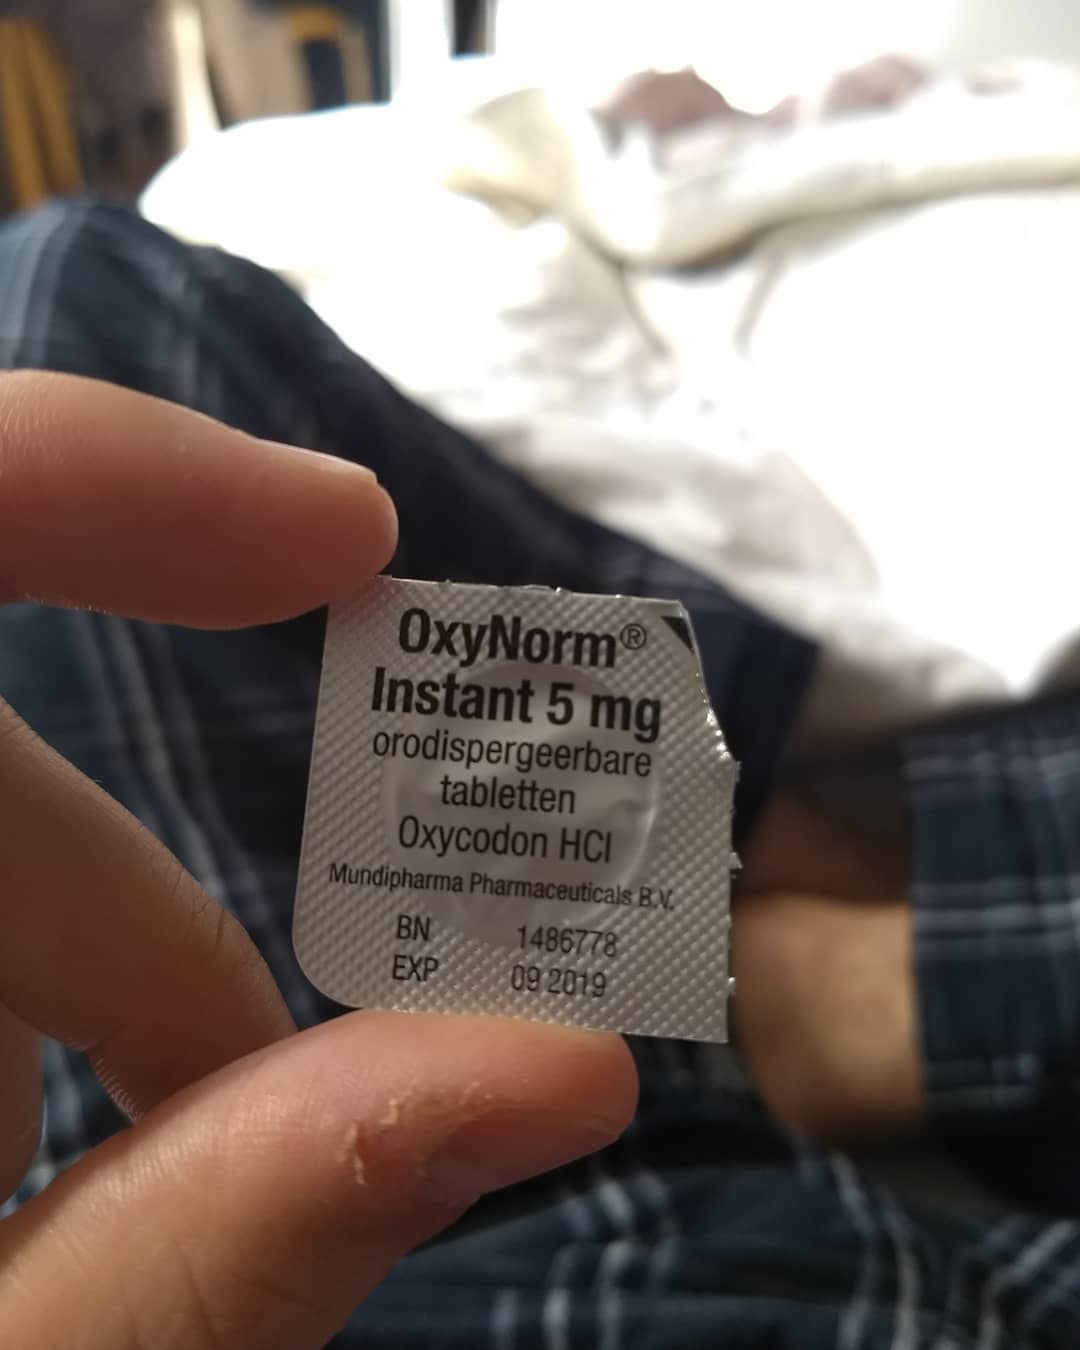 OxyNorm®
Instant 5 mg
orodispergeerbare
tabletten
Oxycodon HCl
Mundipharma Pharmaceuticals B.V.
BN 1486778
EXP 09 2019